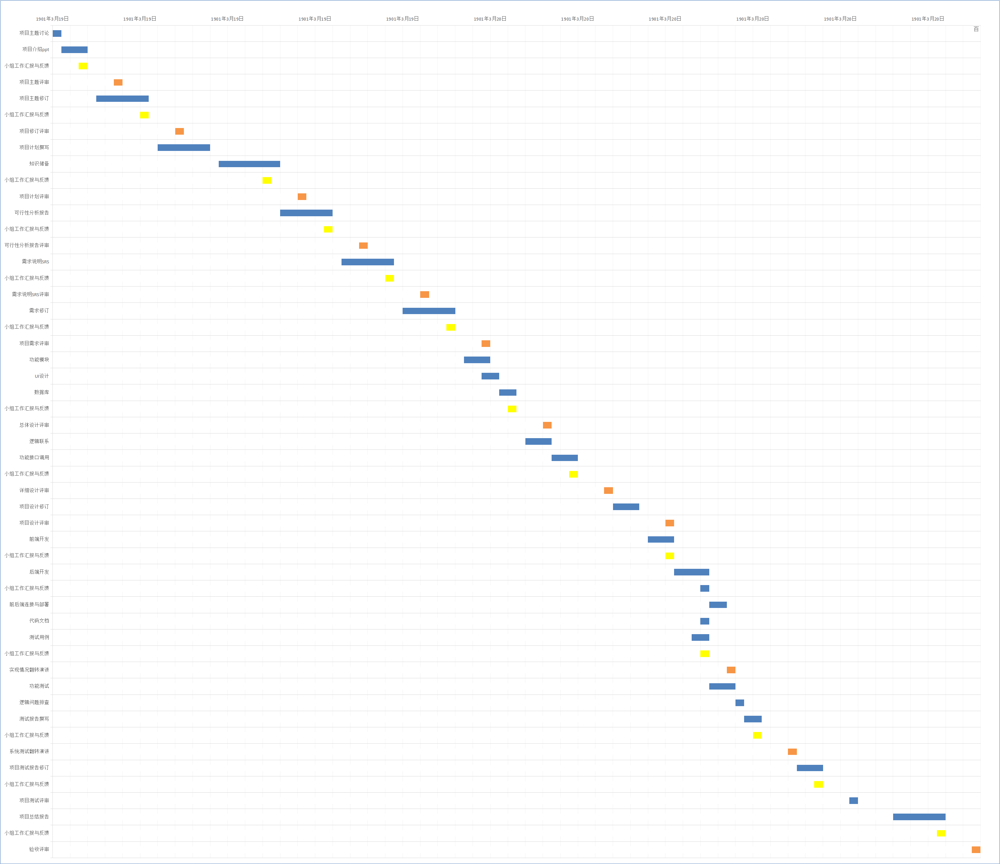 1901年3月19日 1901年3月19日 1901年3月19日 1901年3月19日 1901年3月19日 1901年3月20日 1901年3月20日 1901年3月20日 1901年3月20日 1901年3月20日 1901年3月20日
百
项目主题讨论
项目介绍ppt
小组工作汇报与反馈
项目主题评审
项目主题修订
小组工作汇报与反馈
项目修订评审
项目计划撰写
知识储备
小组工作汇报与反馈
项目计划评审
可行性分析报告
小组工作汇报与反馈
可行性分析报告评审
需求说明SRS
小组工作汇报与反馈
需求说明SRS评审
需求修订
小组工作汇报与反馈
项目需求评审
功能模块
UI设计
数据库
小组工作汇报与反馈
总体设计评审
逻辑联系
功能接口调用
小组工作汇报与反馈
详细设计评审
项目设计修订
项目设计评审
前端开发
小组工作汇报与反馈
后端开发
小组工作汇报与反馈
前后端连接与部署
代码文档
测试用例
小组工作汇报与反馈
实现情况翻转演讲
功能测试
逻辑问题排查
测试报告撰写
小组工作汇报与反馈
系统测试翻转演讲
项目测试报告修订
小组工作汇报与反馈
项目测试评审
项目总结报告
小组工作汇报与反馈
验收评审